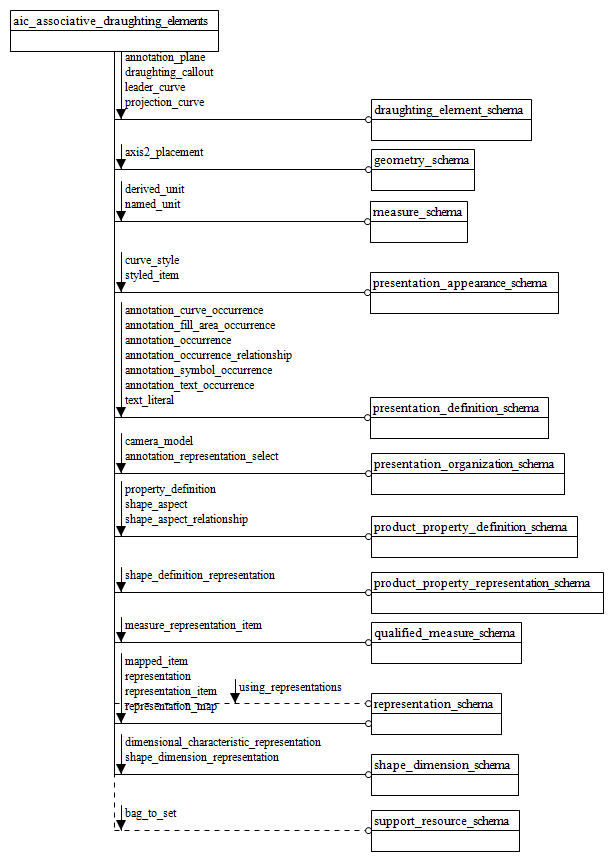 aic_associative_draughting_elements
annotation_plane
draughting_callout
leader_curve
projection_curve
draughting_element_schema
axis2_placement
geometry_schema
derived_unit
named_unit
measure_schema
curve_style
styled_item
presentation_appearance_schema
annotation_curve_occurrence
annotation_fill_area_occurrence
annotation_occurrence
annotation_occurrence_relationship
annotation_symbol_occurrence
annotation_text_occurrence
text_literal
presentation_definition_schema
camera_model
annotation_representation_select
presentation_organization_schema
property_definition
shape_aspect
shape_aspect_relationship
product_property_definition_schema
shape_definition_representation
product_property_representation_schema
measure_representation_item
qualified_measure_schema
mapped_item
representation
representation_item
representation_map
using_representations
representation_schema
dimensional_characteristic_representation
shape_dimension_representation
shape_dimension_schema
bag_to_set
support_resource_schema